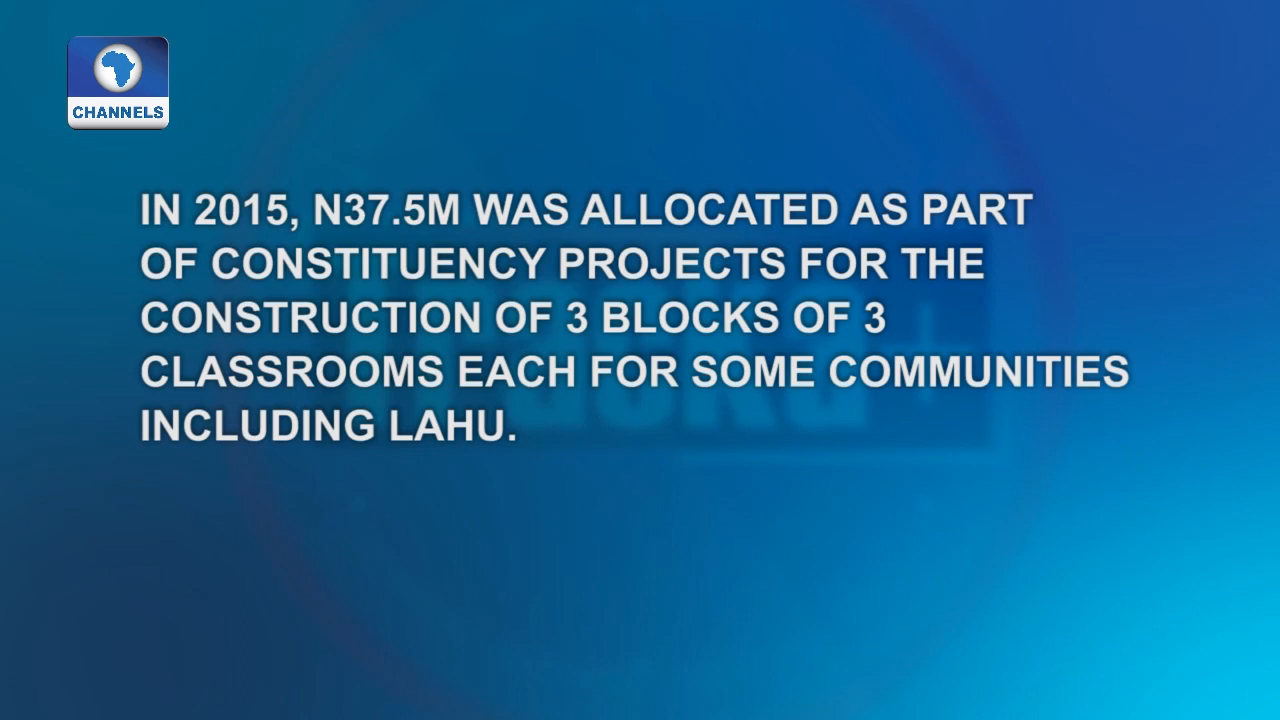 CHANNELS
IN 2015, N37.5M WAS ALLOCATED AS PART
OF CONSTITUENCY PROJECTS FOR THE
CONSTRUCTION OF 3 BLOCKS OF 3
CLASSROOMS EACH FOR SOME COMMUNITIES
INCLUDING LAHU.